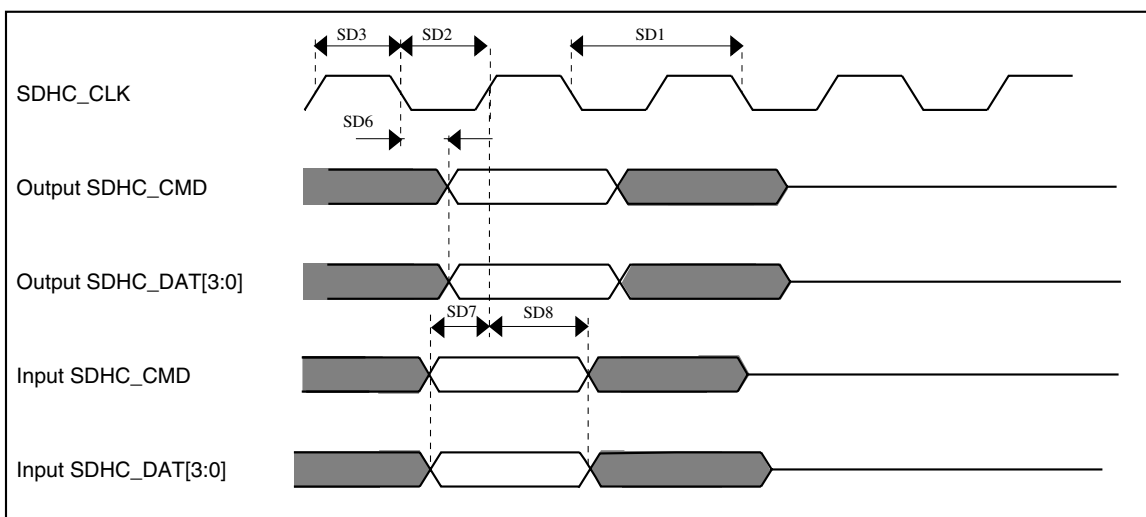 SD3 SD2 SD1
SDHC_CLK
SD6
Output SDHC_CMD
Output SDHC_DAT[3:0]
SD7 SD8
Input SDHC_CMD
Input SDHC_DAT[3:0]